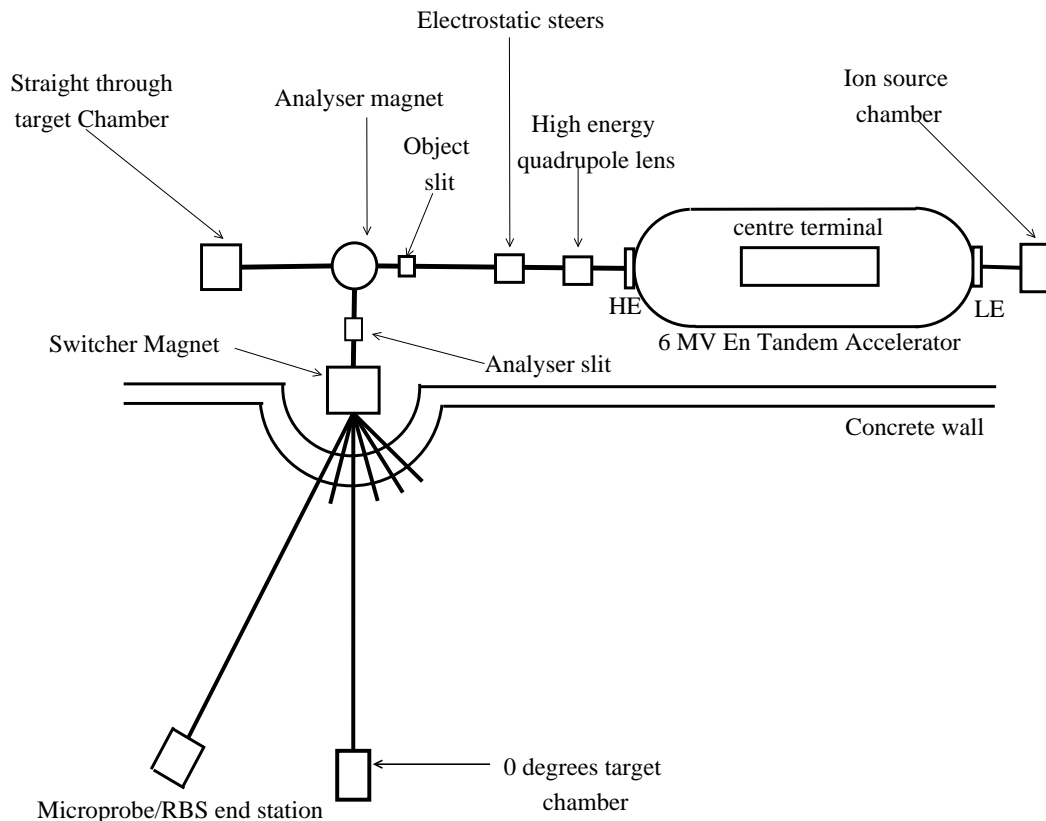 Electrostatic steers
Straight through
target Chamber
Analyser magnet
Ion source
chamber
High energy
quadrupole lens
Object
slit
centre terminal
HE
LE
6 MV En Tandem Accelerator
Switcher Magnet
Analyser slit
Concrete wall
0 degrees target
chamber
Microprobe/RBS end station